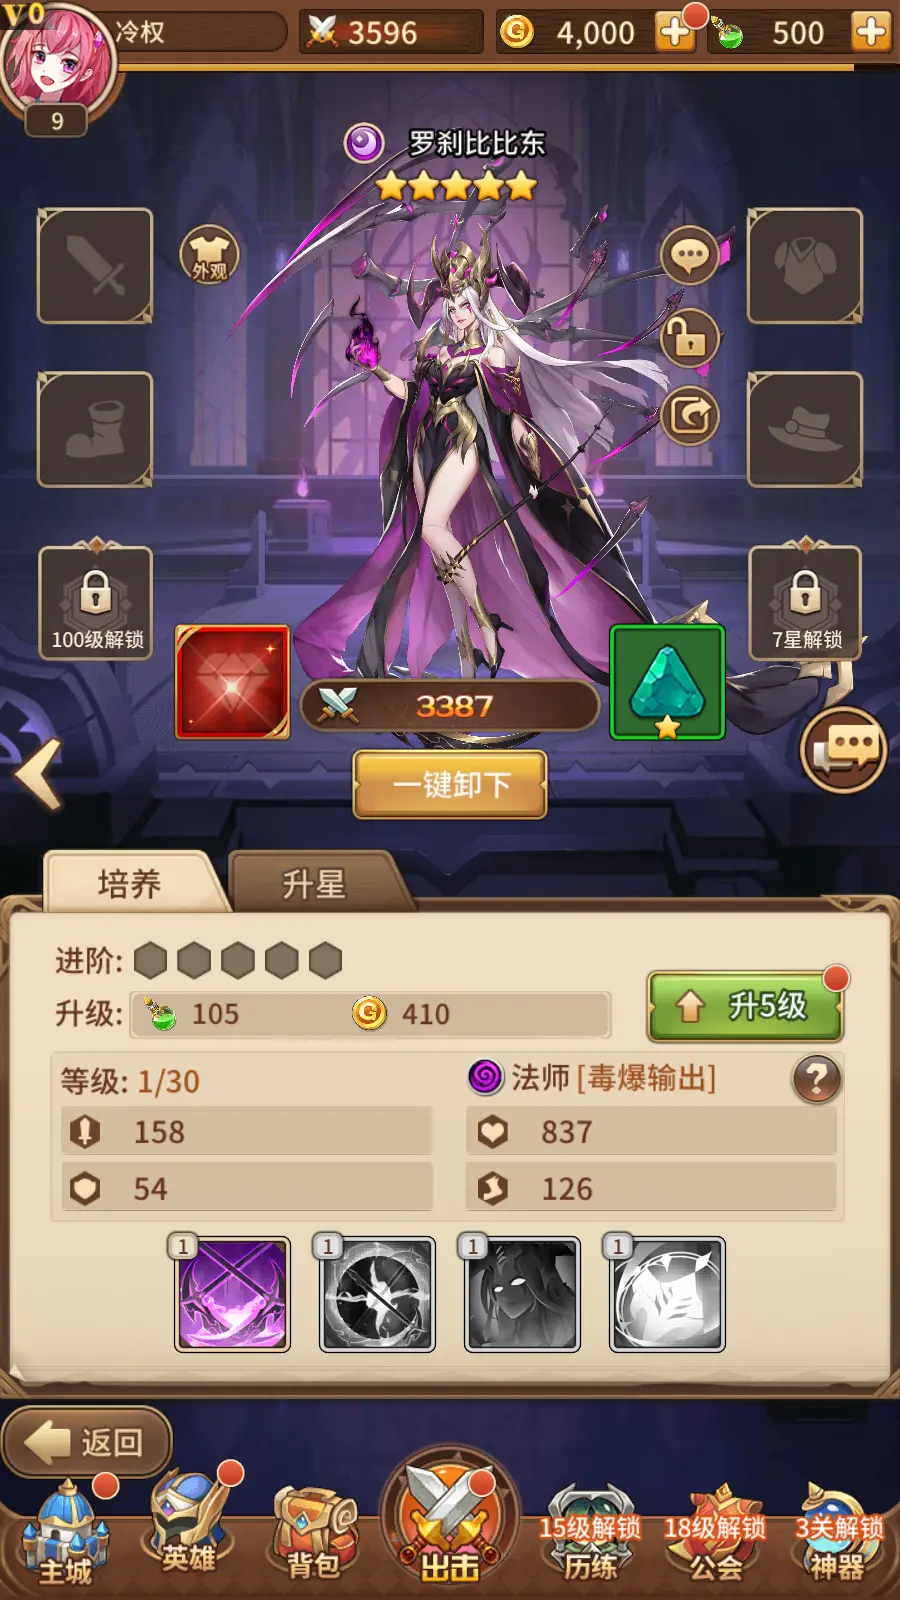 V0
冷权
3596
4,000
500
9
罗刹比比东
外观
100级解锁
7星解锁
3387
一键卸下
培养
升星
进阶:
升级:
105
410
升5级
等级: 1/30
法师 [毒爆输出]
?
158
837
54
126
1
1
1
1
返回
主城
英雄
背包
出击
15级解锁
历练
18级解锁
公会
3关解锁
神器